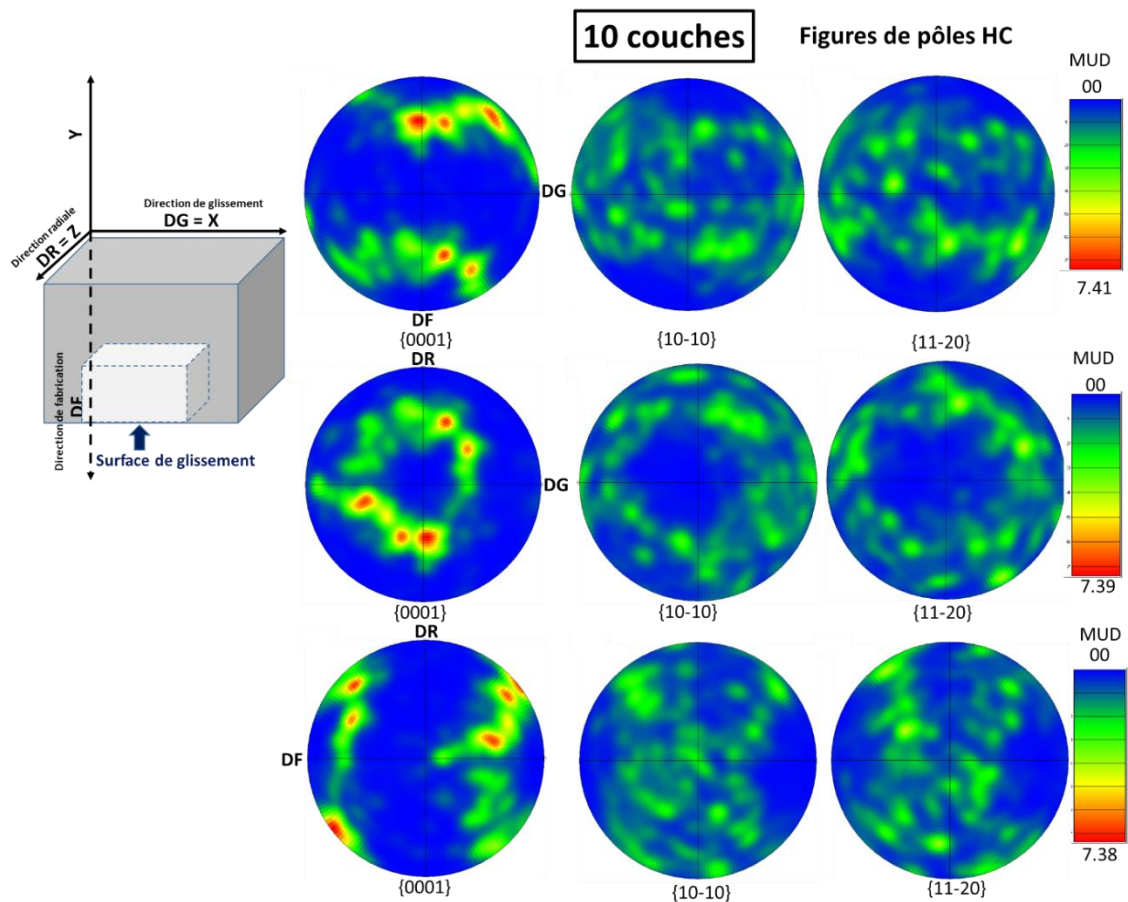 10 couches
Figures de pôles HC
MUD
00
7.41
Y
Direction de glissement
DG = X
Direction radiale
DR = Z
Direction de fabrication
DF
Surface de glissement
DG
DF
{0001}
{10-10}
{11-20}
DR
MUD
00
7.39
DG
{0001}
{10-10}
{11-20}
DR
MUD
00
7.38
DF
{0001}
{10-10}
{11-20}